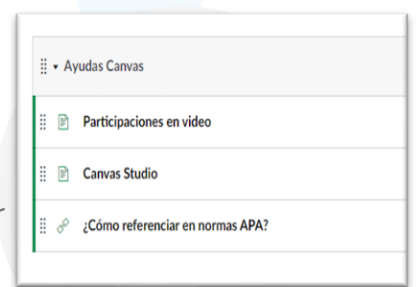 Ayudas Canvas
Participaciones en video
Canvas Studio
¿Cómo referenciar en normas APA?